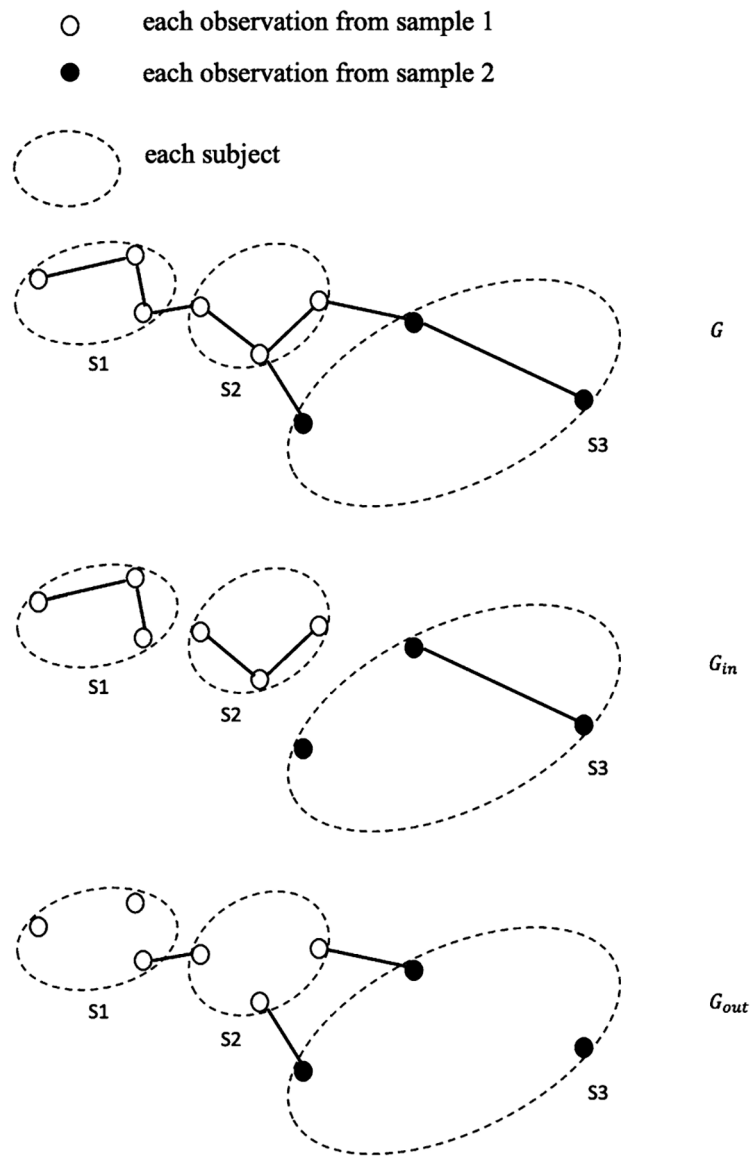 each observation from sample 1
each observation from sample 2
each subject
S1
S2
S3
G
S1
S2
S3
G_in
S1
S2
S3
G_out